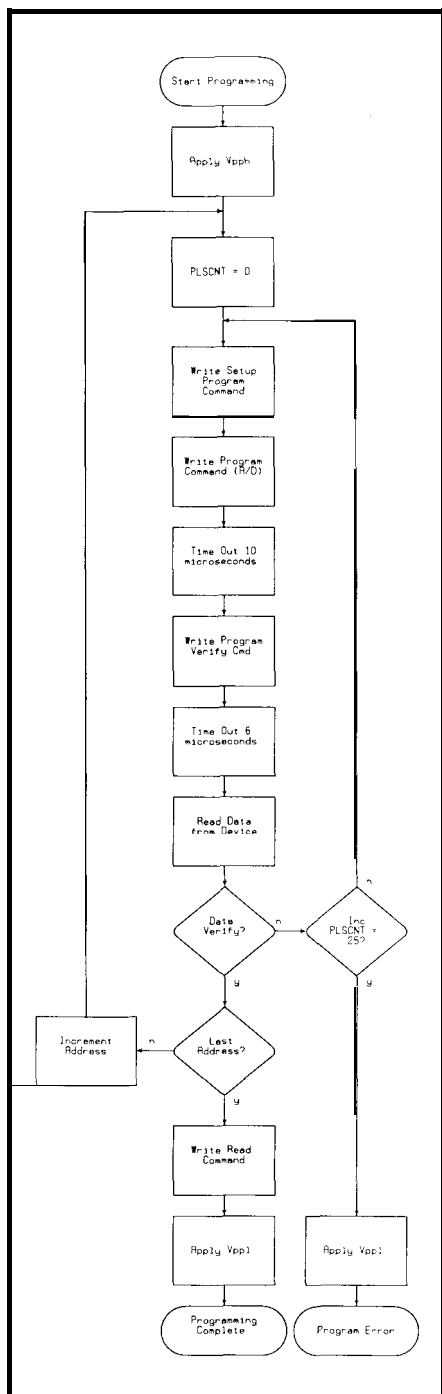 Start Programming
Apply Vpph
PLSCNT = 0
Write Setup
Program
Command
Write Program
Command (A/D)
Time Out 10
microseconds
Write Program
Verify Cmd
Time Out 6
microseconds
Read Data
from Device
Data
Verify?
n
Inc
PLSCNT =
25?
n
y
y
Last
Address?
n
Increment
Address
y
Write Read
Command
Apply Vppl
Apply Vppl
Programming
Complete
Program Error